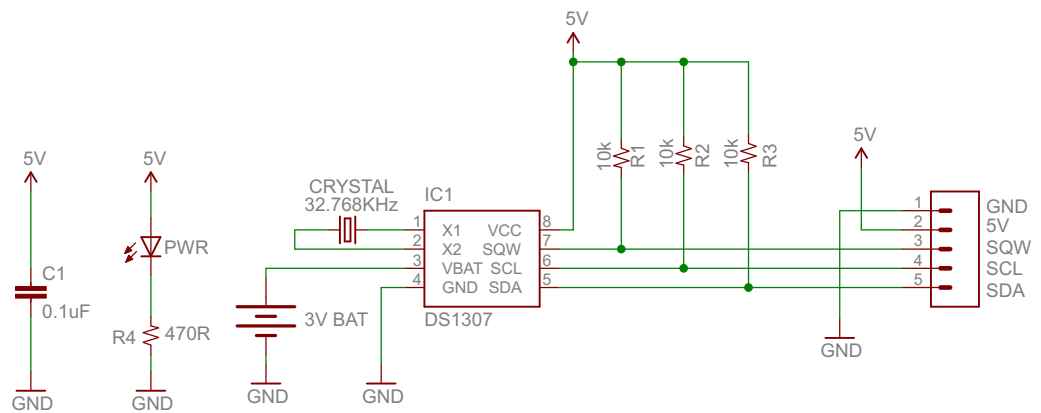 5V
5V
5V
5V
10k
R1
10k
R2
10k
R3
CRYSTAL
32.768KHz
IC1
1
X1
VCC
8
2
X2
SQW
7
3
VBAT
SCL
6
4
GND
SDA
5
DS1307
PWR
C1
0.1uF
R4
470R
3V BAT
1
GND
2
5V
3
SQW
4
SCL
5
SDA
GND
GND
GND
GND
GND